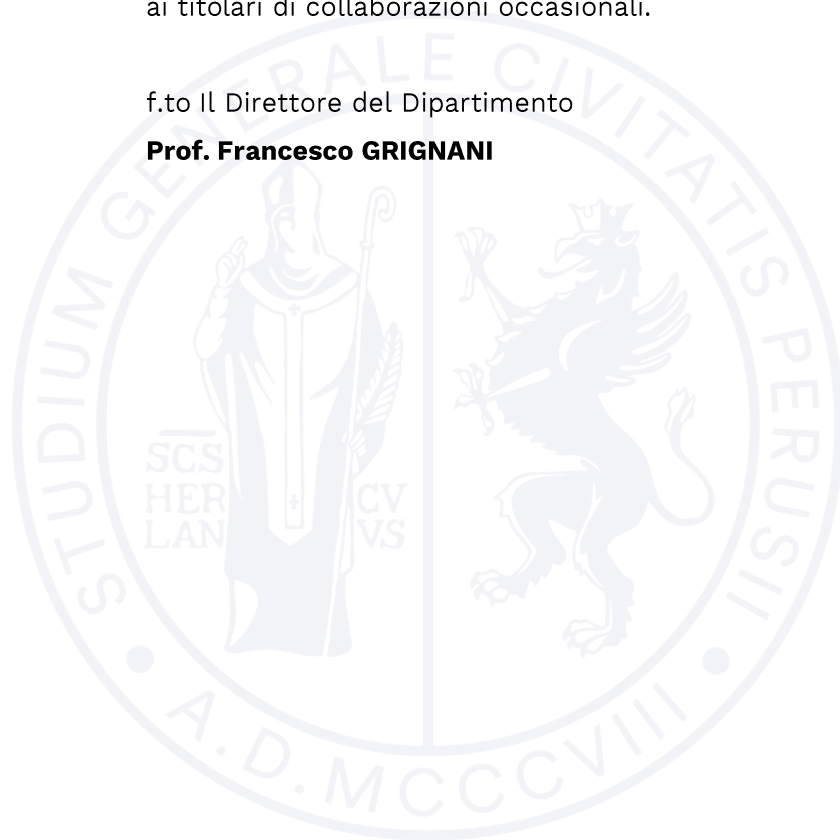 ai titolari di collaborazioni occasionali.
f.to Il Direttore del Dipartimento
Prof. Francesco GRIGNANI
STUDIUM GENERALE CIVITATIS PERUSII
SCS
HER CV
LAN VS
A.D. MCCCVIII